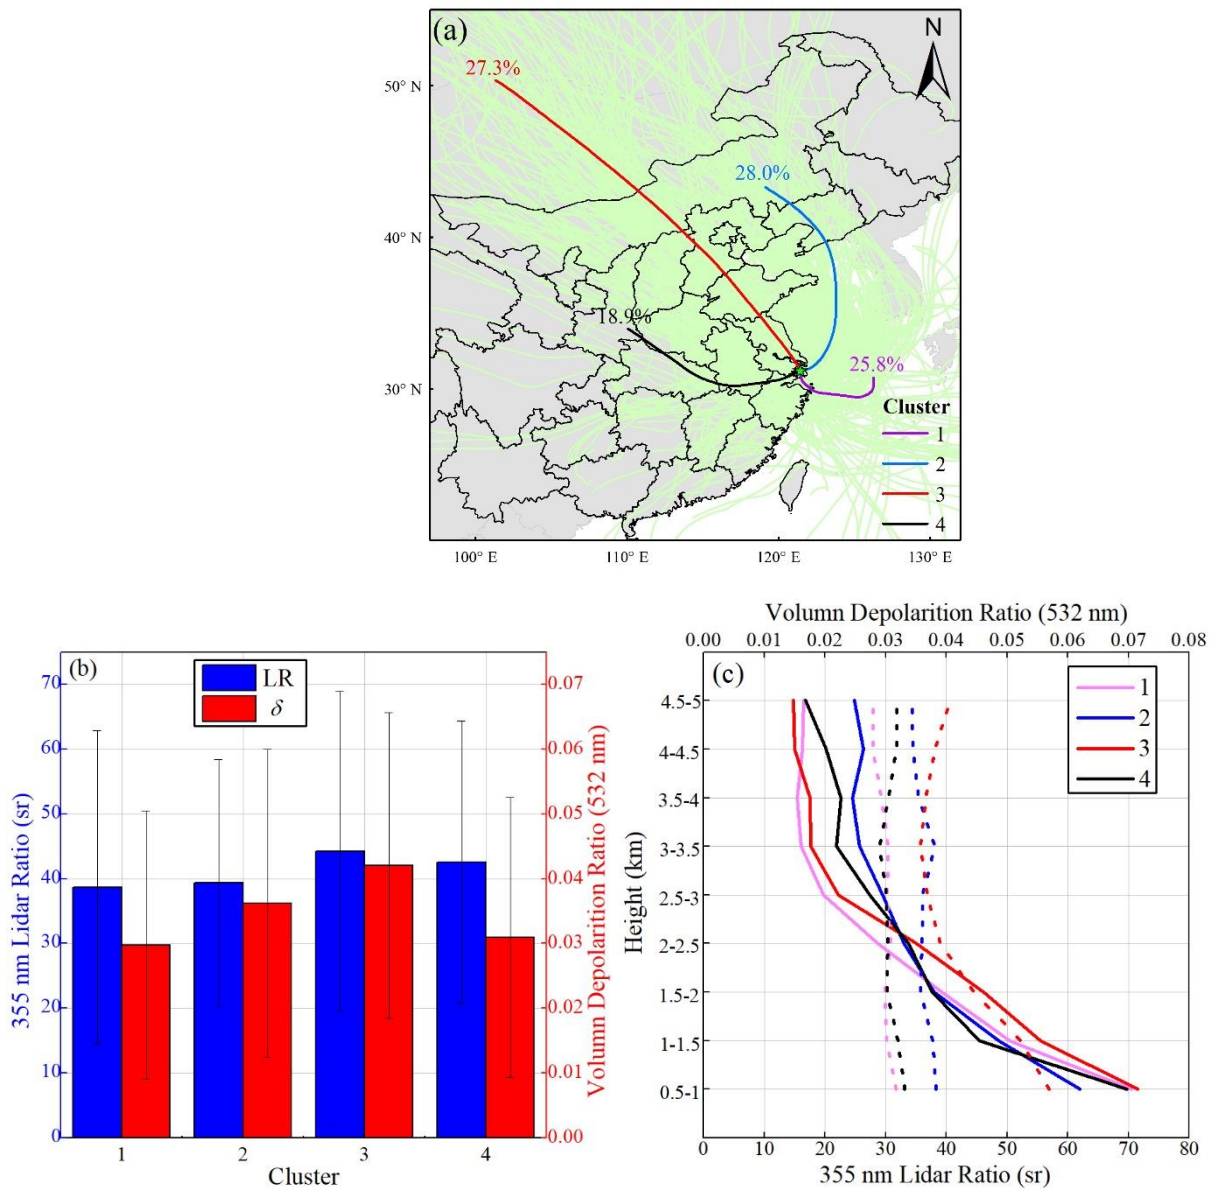 (a)
N
27.3%
50° N
28.0%
40° N
18.9%
25.8%
30° N
Cluster
1
2
3
4
100° E
110° E
120° E
130° E
(b)
LR
δ
70
60
50
40
30
20
10
0
355 nm Lidar Ratio (sr)
0.07
0.06
0.05
0.04
0.03
0.02
0.01
0.00
Volumn Depolarition Ratio (532 nm)
1
2
3
4
Cluster
Volumn Depolarition Ratio (532 nm)
0.00 0.01 0.02 0.03 0.04 0.05 0.06 0.07 0.08
(c)
1
2
3
4
4.5-5
4-4.5
3.5-4
3-3.5
2.5-3
2-2.5
1.5-2
1-1.5
0.5-1
Height (km)
0 10 20 30 40 50 60 70 80
355 nm Lidar Ratio (sr)